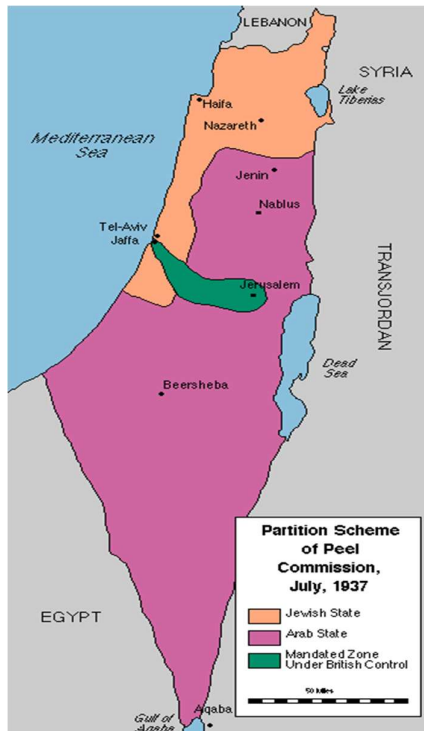 LEBANON
SYRIA
Haifa
Lake
Tiberias
Nazareth
Mediterranean
Sea
Jenin
Nablus
Tel-Aviv
Jaffa
Jerusalem
TRANSJORDAN
Dead
Sea
Beersheba
Partition Scheme
of Peel
Commission,
July, 1937
Jewish State
Arab State
Mandated Zone
Under British Control
50 Miles
EGYPT
Aqaba
Gulf of
Aqaba